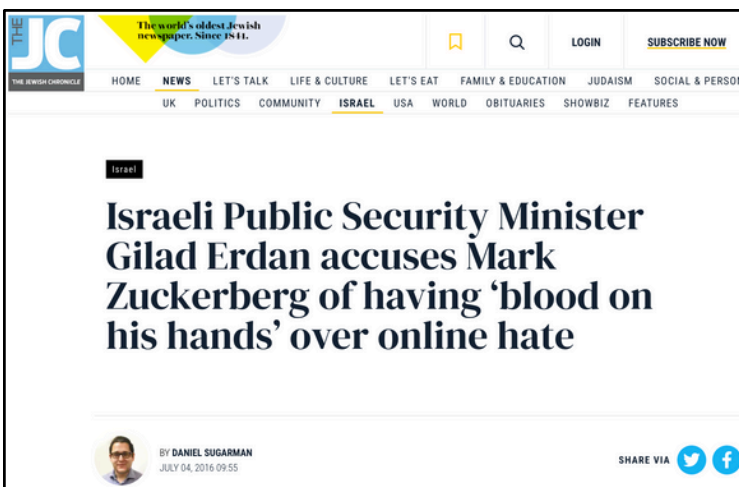 THE
JC
THE JEWISH CHRONICLE
The world's oldest Jewish
newspaper. Since 1841.
LOGIN
SUBSCRIBE NOW
HOME NEWS LET'S TALK LIFE & CULTURE LET'S EAT FAMILY & EDUCATION JUDAISM SOCIAL & PERSON
UK POLITICS COMMUNITY ISRAEL USA WORLD OBITUARIES SHOWBIZ FEATURES
Israel
Israeli Public Security Minister
Gilad Erdan accuses Mark
Zuckerberg of having ‘blood on
his hands’ over online hate
BY DANIEL SUGARMAN
JULY 04, 2016 09:55
SHARE VIA